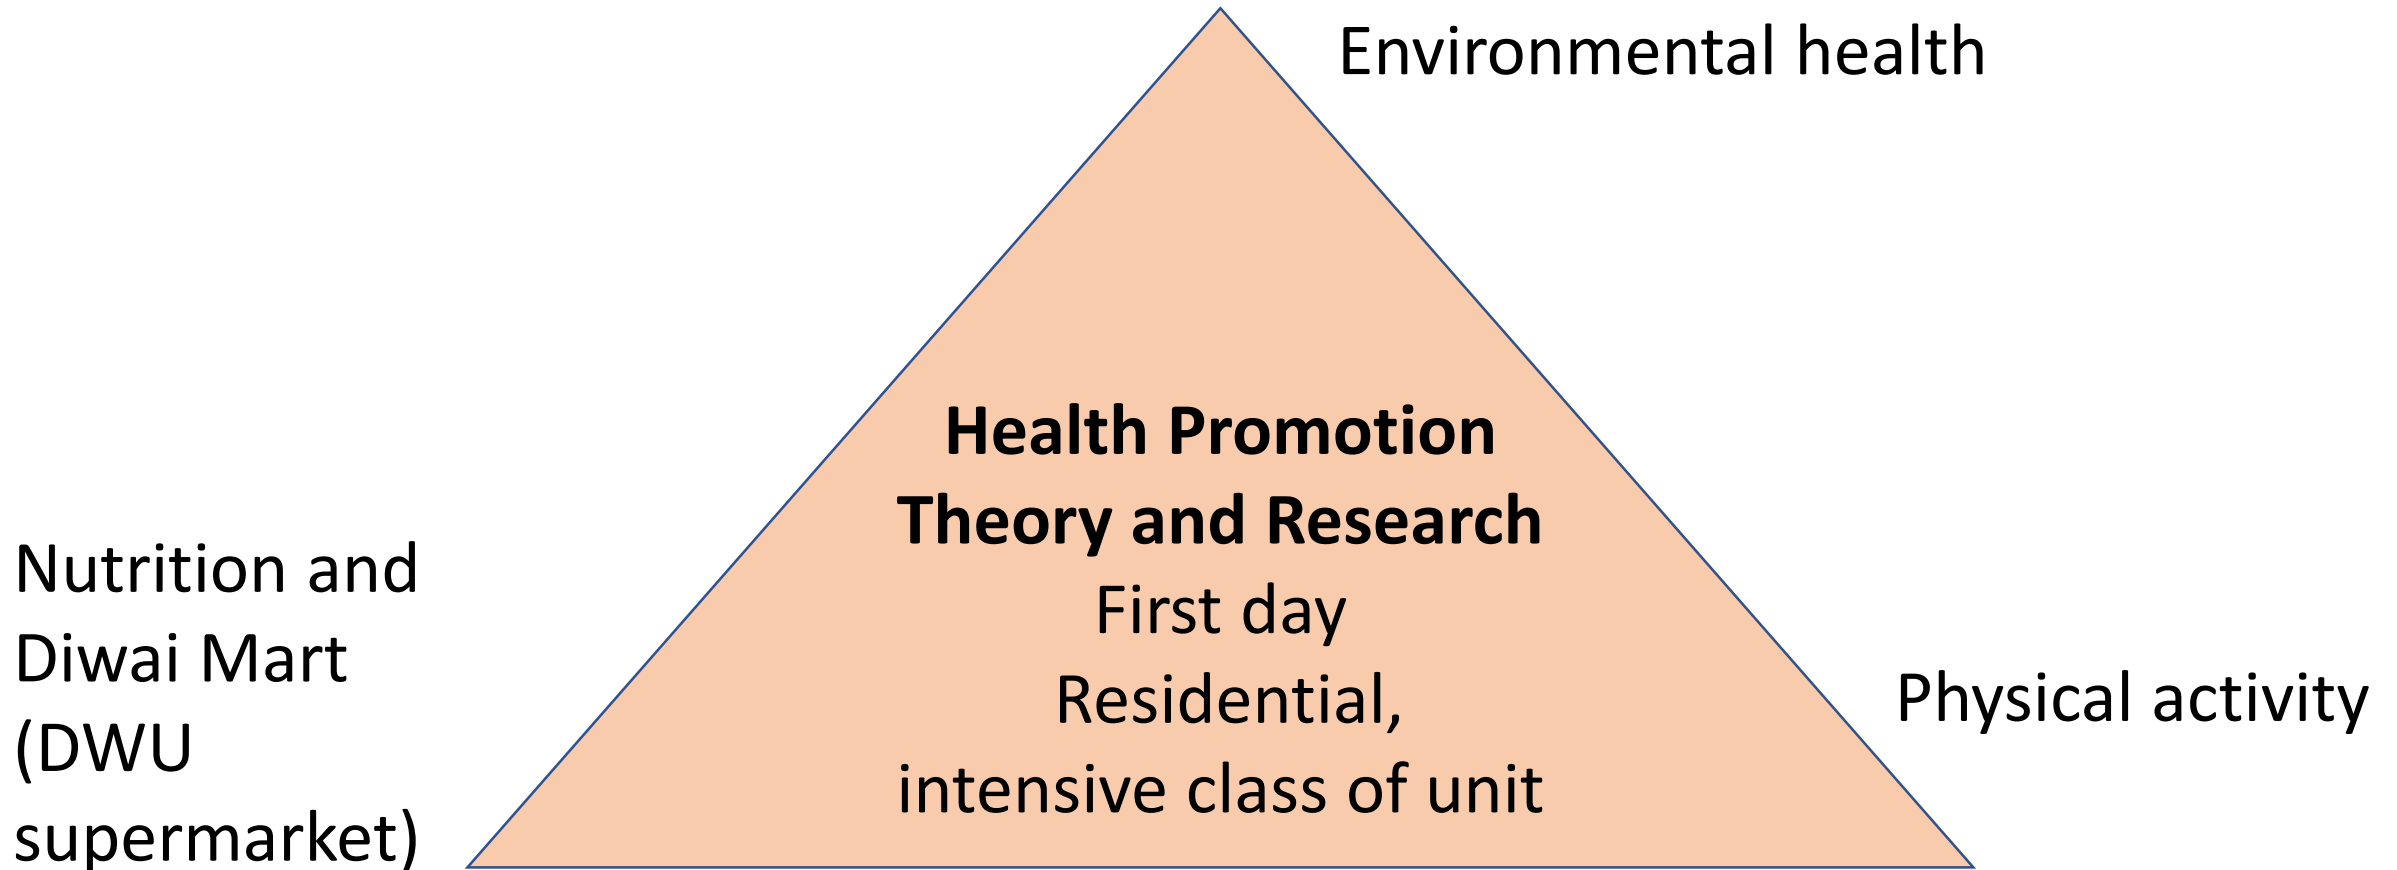 Environmental health
Health Promotion
Theory and Research
First day
Residential,
intensive class of unit
Nutrition and
Diwai Mart
(DWU
supermarket)
Physical activity